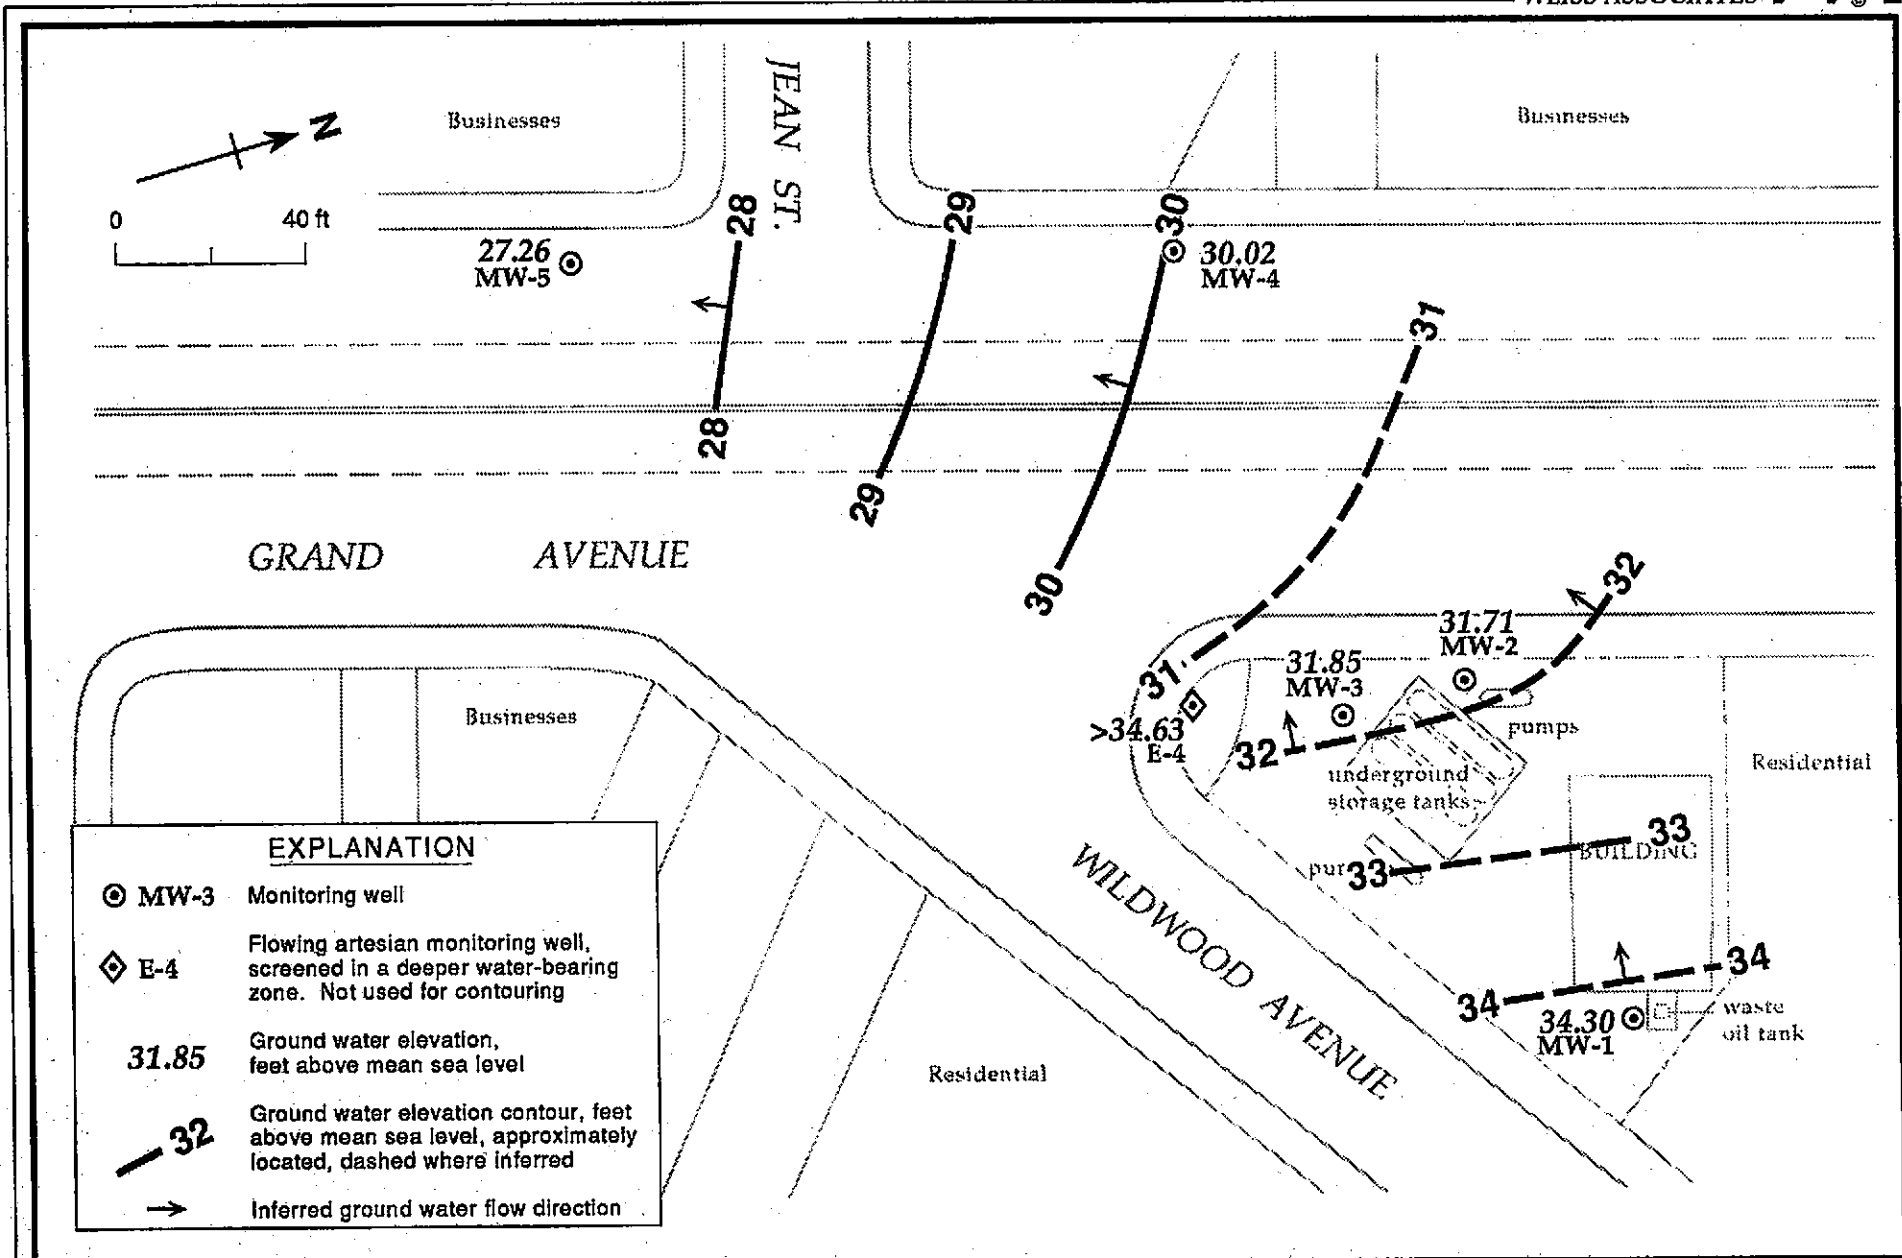 WEISS ASSOCIATES
JEAN ST.
N
Businesses
Businesses
0 40 ft
28
29
30
27.26
MW-5
30.02
MW-4
31
28
29
GRAND AVENUE
30
32
31.71
MW-2
31.85
MW-3
31
>34.63
E-4
32
pumps
Businesses
underground
storage tanks
Residential
33
33
BUILDING
WILDWOOD AVENUE
34
34
34.30
MW-1
waste
oil tank
Residential
EXPLANATION
MW-3 Monitoring well
E-4 Flowing artesian monitoring well,
screened in a deeper water-bearing
zone. Not used for contouring
31.85 Ground water elevation,
feet above mean sea level
32 Ground water elevation contour, feet
above mean sea level, approximately
located, dashed where inferred
Inferred ground water flow direction